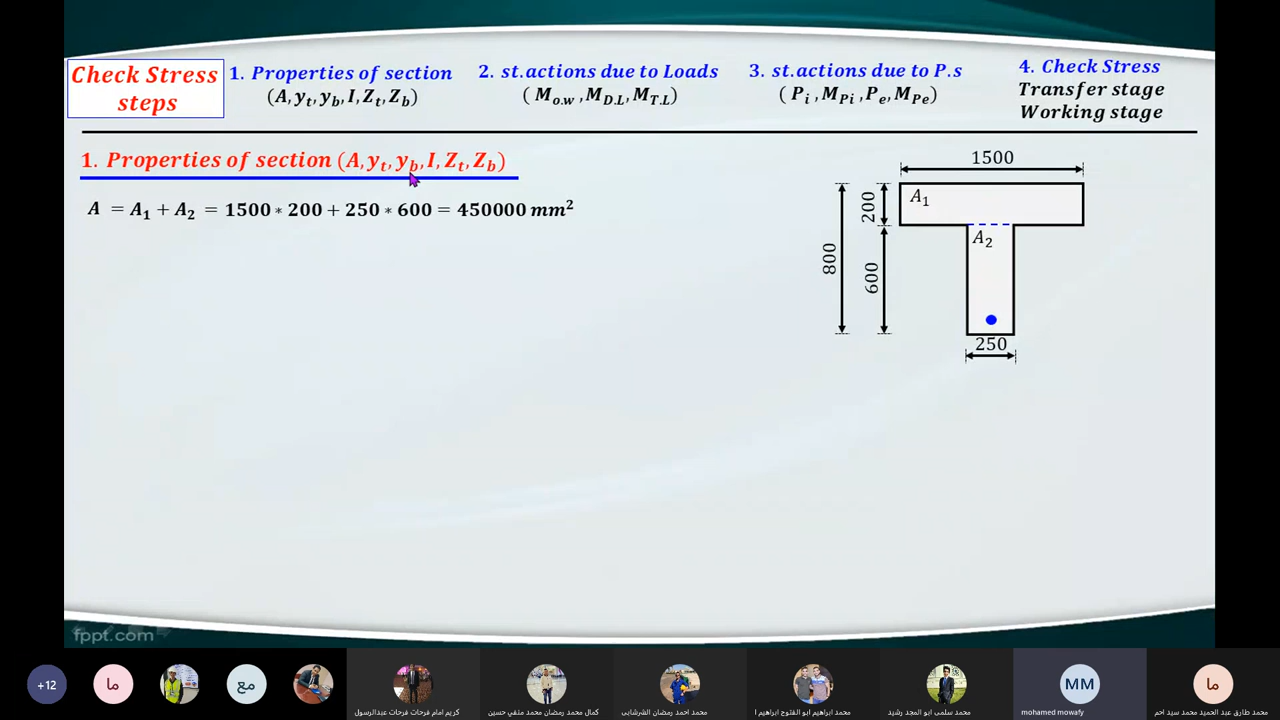 Check Stress
steps
1. Properties of section
(A, yt, yb, I, Zt, Zb)
2. st.actions due to Loads
( Mo.w , MD.L, MT.L)
3. st.actions due to P.s
( Pi , MPi, Pe, MPe)
4. Check Stress
Transfer stage
Working stage
1. Properties of section (A, yt, yb, I, Zt, Zb)
A = A1 + A2 = 1500 * 200 + 250 * 600 = 450000 mm²
1500
200
A1
800
600
A2
250
fppt.com
+12
ما
مع
MM
ما
كريم امام فرحات فرحات عبدالرسول
كمال محمد رمضان محمد متقي حسين
محمد احمد رمضان الشرشابى
محمد ابراهيم ابو الفتوح ابراهيم ا
محمد سلمى ابو المجد رشيد
mohamed mowafy
محمد طارق عبد الحميد محمد سيد احم